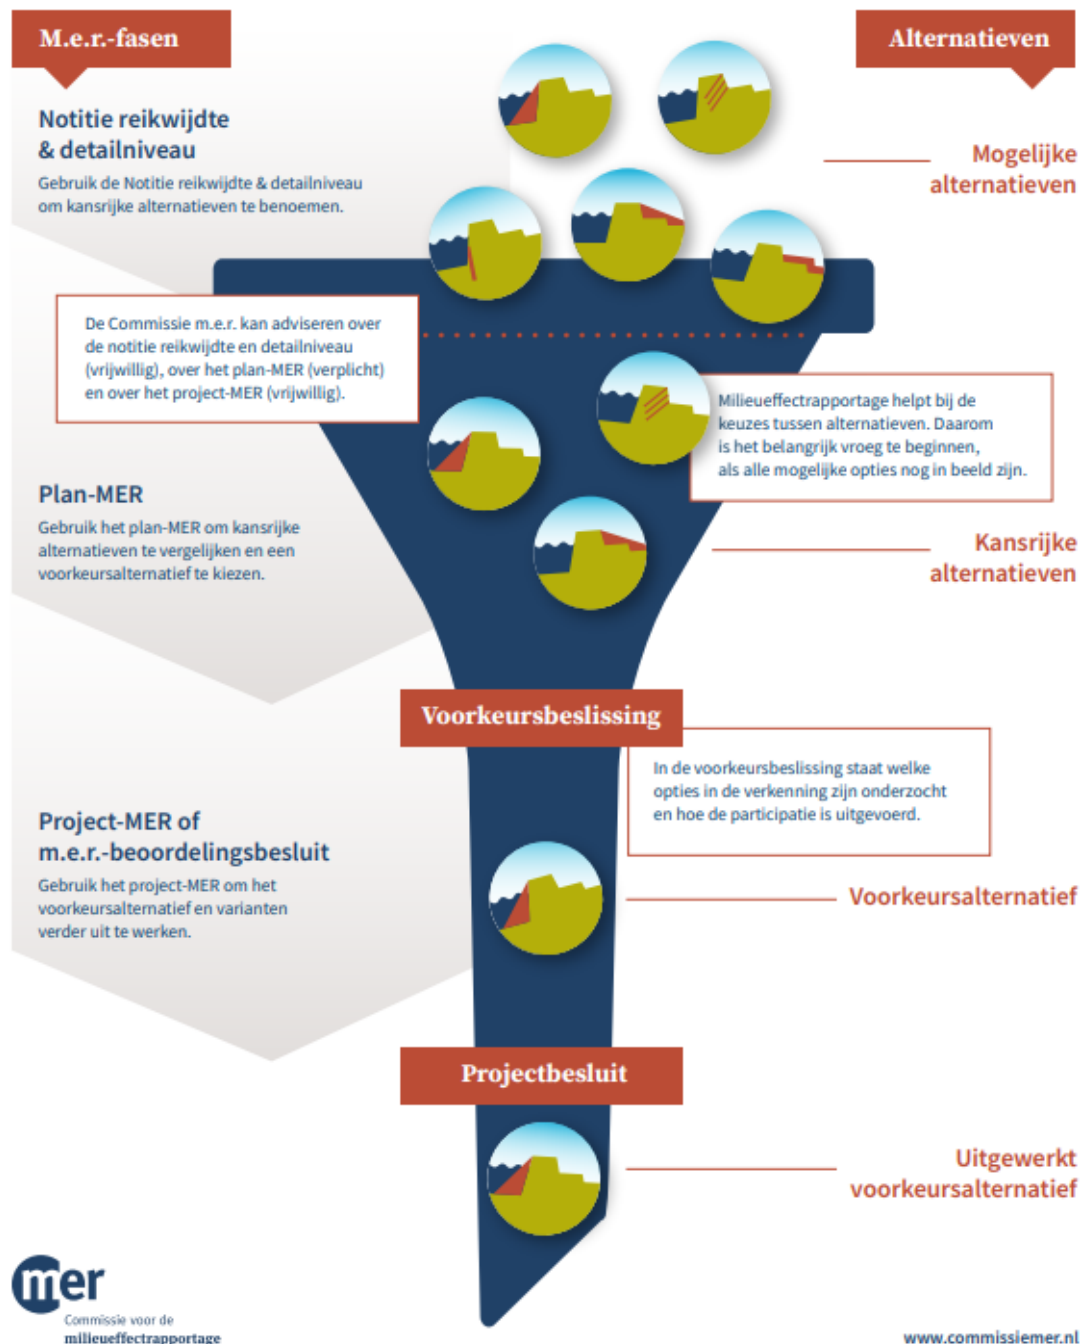 M.e.r.-fasen
Alternatieven
Notitie reikwijdte
& detailniveau
Gebruik de Notitie reikwijdte & detailniveau
om kansrijke alternatieven te benoemen.
Mogelijke
alternatieven
De Commissie m.e.r. kan adviseren over
de notitie reikwijdte en detailniveau
(vrijwillig), over het plan-MER (verplicht)
en over het project-MER (vrijwillig).
Milieueffectrapportage helpt bij de
keuzes tussen alternatieven. Daarom
is het belangrijk vroeg te beginnen,
als alle mogelijke opties nog in beeld zijn.
Plan-MER
Gebruik het plan-MER om kansrijke
alternatieven te vergelijken en een
voorkeursalternatief te kiezen.
Kansrijke
alternatieven
Voorkeursbeslissing
In de voorkeursbeslissing staat welke
opties in de verkenning zijn onderzocht
en hoe de participatie is uitgevoerd.
Project-MER of
m.e.r.-beoordelingsbesluit
Gebruik het project-MER om het
voorkeursalternatief en varianten
verder uit te werken.
Voorkeursalternatief
Projectbesluit
Uitgewerkt
voorkeursalternatief
mer
Commissie voor de
milieueffectrapportage
www.commissiemer.nl